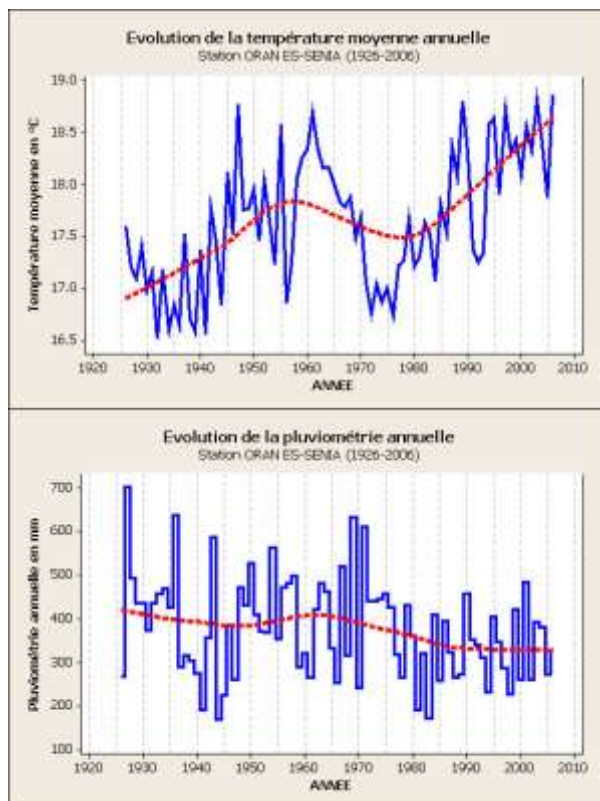 Evolution de la température moyenne annuelle
Station ORAN ES-SENIA (1926-2006)
Température moyenne en °C
19.0
18.5
18.0
17.5
17.0
16.5
1920 1930 1940 1950 1960 1970 1980 1990 2000 2010
ANNEE
Evolution de la pluviométrie annuelle
Station ORAN ES-SENIA (1926-2006)
Pluviométrie annuelle en mm
700
600
500
400
300
200
100
1920 1930 1940 1950 1960 1970 1980 1990 2000 2010
ANNEE